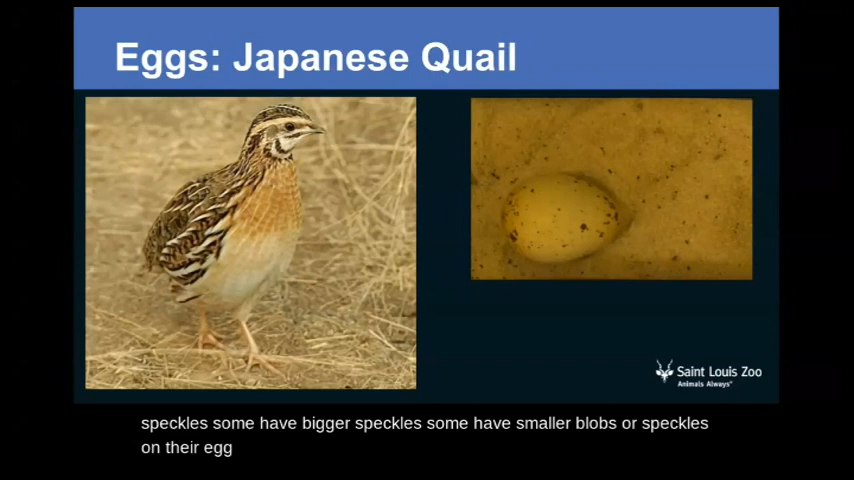 Eggs: Japanese Quail
Saint Louis Zoo
Animals Always®
speckles some have bigger speckles some have smaller blobs or speckles
on their egg